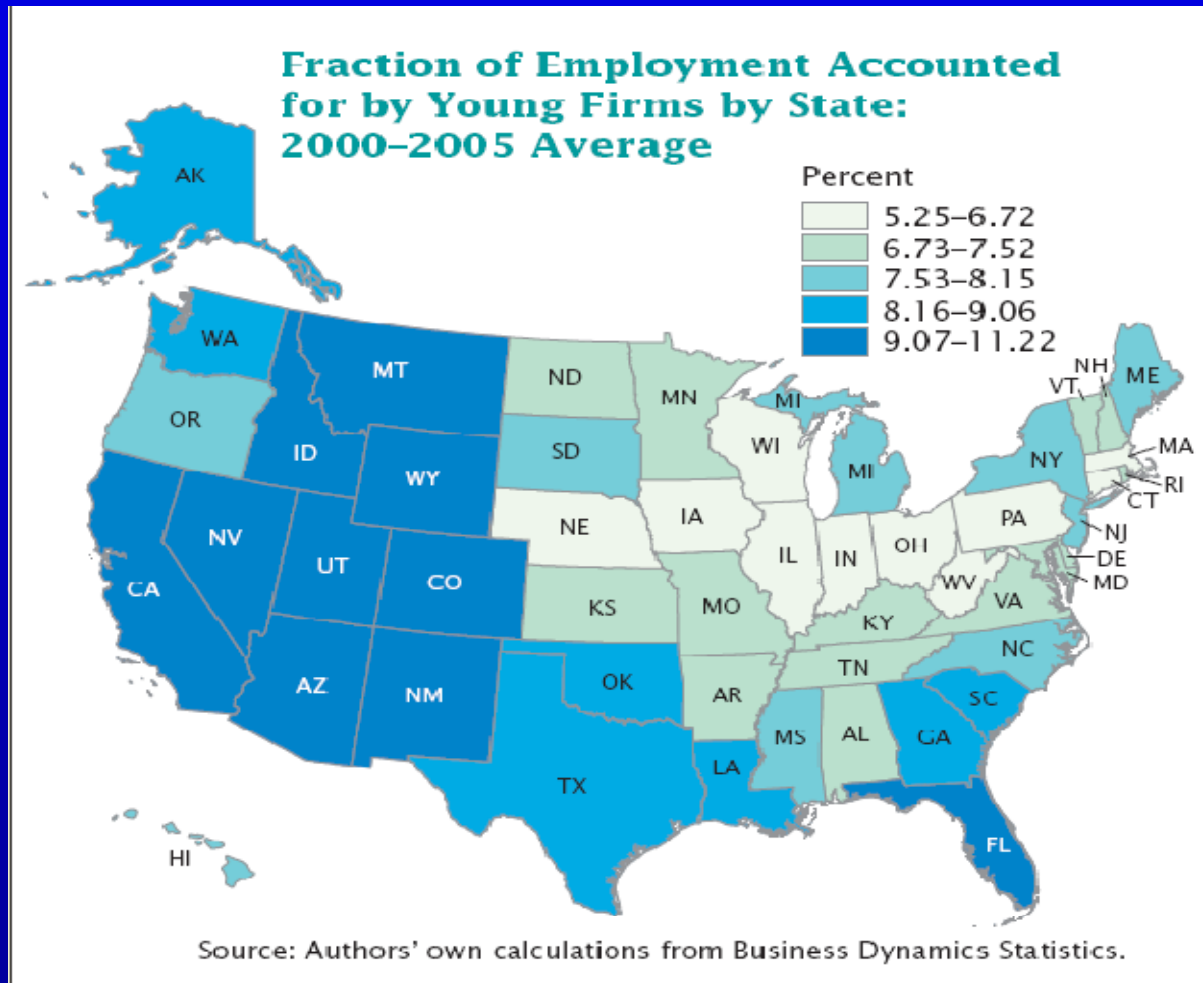 Fraction of Employment Accounted
for by Young Firms by State:
2000–2005 Average
Percent
5.25–6.72
6.73–7.52
7.53–8.15
8.16–9.06
9.07–11.22
AK
WA
MT
ND
MN
MI
VT
NH
ME
OR
ID
SD
WI
MI
NY
MA
WY
RI
CT
NE
IA
PA
NJ
NV
UT
CO
IL
IN
OH
DE
CA
WV
MD
KS
MO
KY
VA
AZ
NM
OK
AR
TN
NC
SC
MS
AL
GA
TX
LA
HI
FL
Source: Authors’ own calculations from Business Dynamics Statistics.